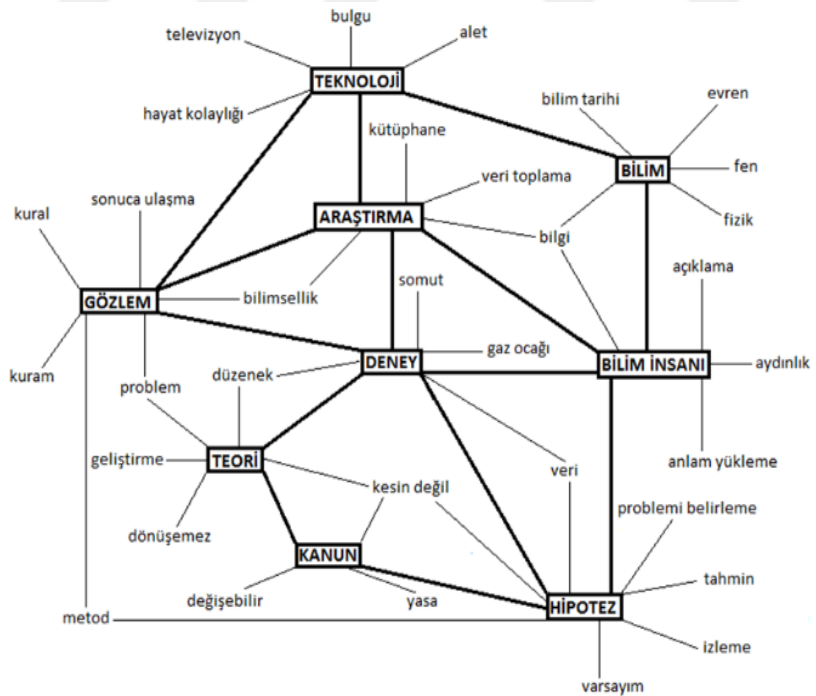 bulgu
televizyon
alet
TEKNOLOJİ
hayat kolaylığı
bilim tarihi
evren
kütüphane
BİLİM
fen
veri toplama
sonuca ulaşma
kural
ARAŞTIRMA
fizik
bilgi
açıklama
GÖZLEM
bilimsellik
somut
gaz ocağı
DENEY
BİLİM İNSANI
aydınlık
kuram
problem
düzenek
geliştirme
TEORİ
veri
anlam yükleme
kesin değil
problemi belirleme
dönüşemez
KANUN
tahmin
değişebilir
yasa
HİPOTEZ
metod
izleme
varsayım